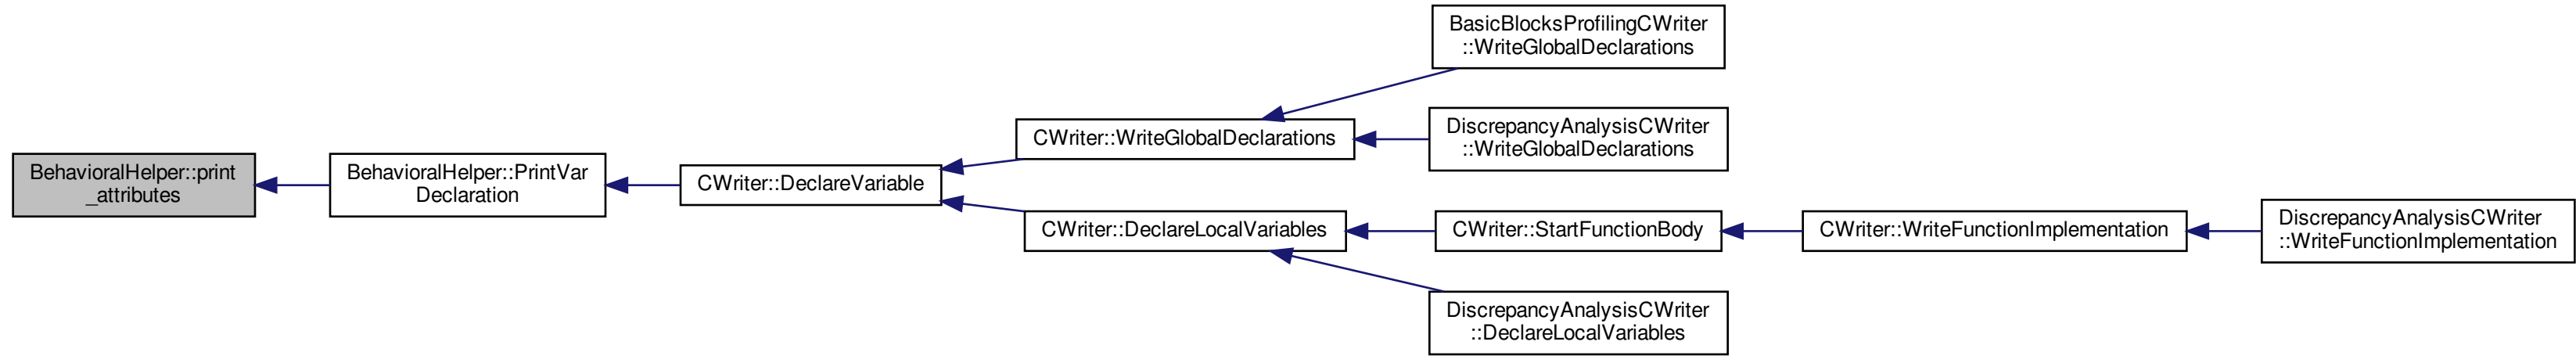 BehavioralHelper::print
_attributes
BehavioralHelper::PrintVar
Declaration
CWriter::DeclareVariable
CWriter::WriteGlobalDeclarations
BasicBlocksProfilingCWriter
::WriteGlobalDeclarations
DiscrepancyAnalysisCWriter
::WriteGlobalDeclarations
CWriter::DeclareLocalVariables
CWriter::StartFunctionBody
CWriter::WriteFunctionImplementation
DiscrepancyAnalysisCWriter
::WriteFunctionImplementation
DiscrepancyAnalysisCWriter
::DeclareLocalVariables